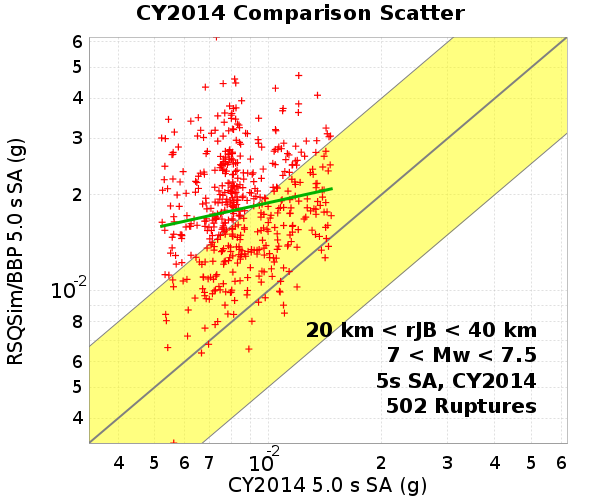 CY2014 Comparison Scatter
RSQSim/BBP 5.0 s SA (g)
6
5
4
3
2
10-2
8
6
5
4
20 km < rJB < 40 km
7 < Mw < 7.5
5s SA, CY2014
502 Ruptures
4 5 6 7 10-2 2 3 4 5 6
CY2014 5.0 s SA (g)